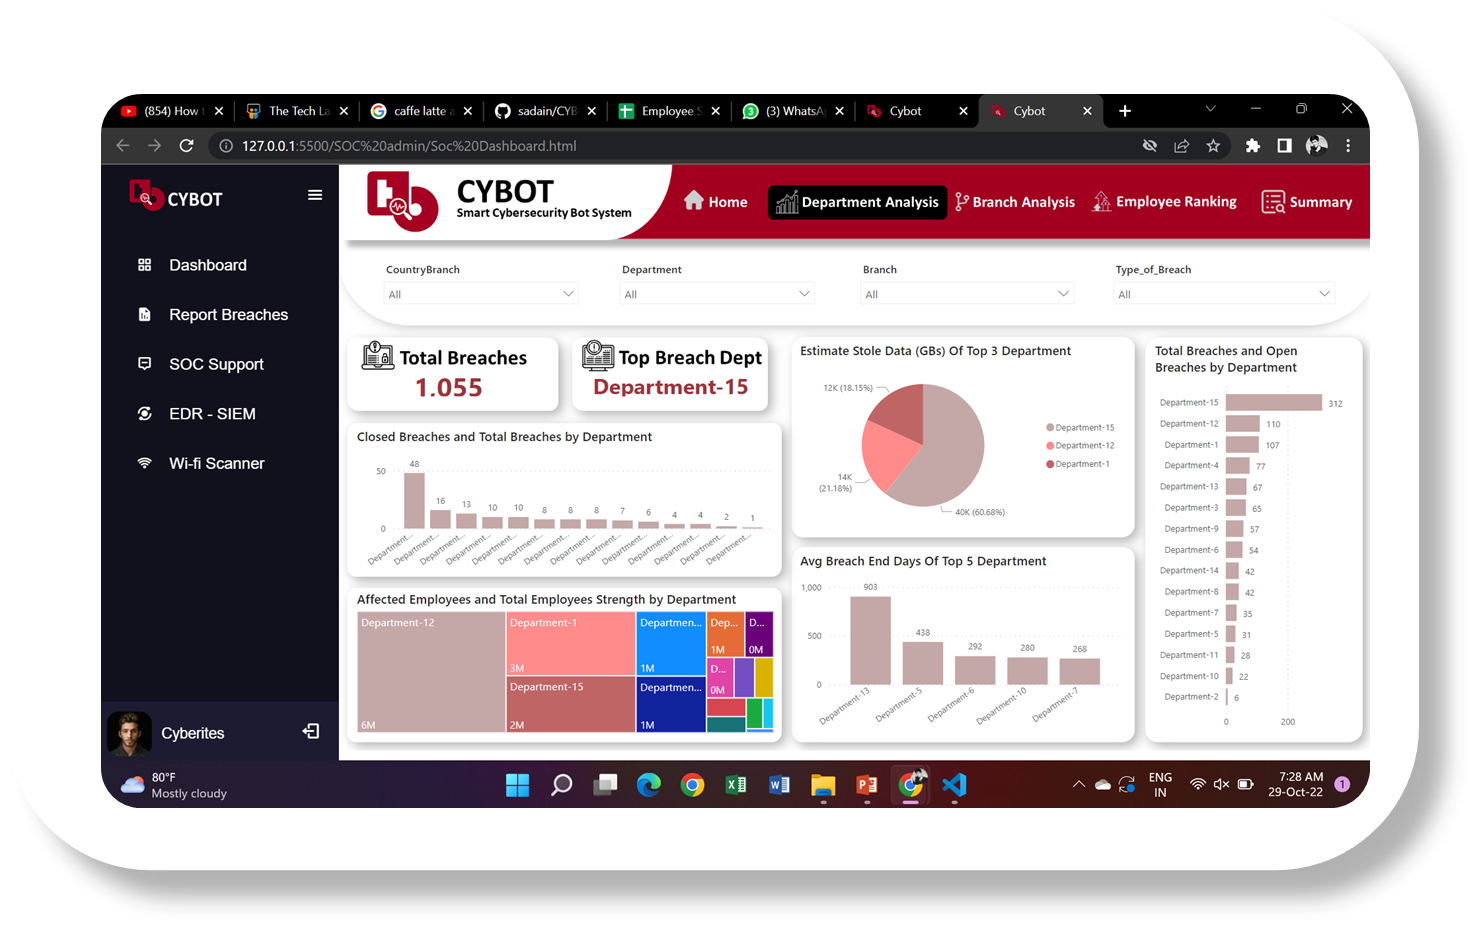 (854) How t
The Tech La
caffe latte a
sadain/CYB
Employee S
(3) WhatsA
Cybot
Cybot
127.0.0.1:5500/SOC%20admin/Soc%20Dashboard.html
CYBOT
Dashboard
Report Breaches
SOC Support
EDR - SIEM
Wi-fi Scanner
Cyberites
CYBOT
Smart Cybersecurity Bot System
Home
Department Analysis
Branch Analysis
Employee Ranking
Summary
CountryBranch
All
Department
All
Branch
All
Type_of_Breach
All
Total Breaches
1.055
Top Breach Dept
Department-15
Closed Breaches and Total Breaches by Department
50
0
48
16
13
10
10
8
8
8
7
6
4
4
2
1
Department...
Department...
Department...
Department...
Department...
Department...
Department...
Department...
Department...
Department...
Department...
Department...
Department...
Department...
Affected Employees and Total Employees Strength by Department
Department-12
6M
Department-1
3M
Department-15
2M
Departmen...
1M
Departmen...
1M
Dep...
1M
D...
0M
D...
0M
Estimate Stole Data (GBs) Of Top 3 Department
12K (18.15%)
14K
(21.18%)
40K (60.68%)
Department-15
Department-12
Department-1
Avg Breach End Days Of Top 5 Department
1,000
500
0
903
438
292
280
268
Department-13
Department-5
Department-6
Department-10
Department-7
Total Breaches and Open
Breaches by Department
Department-15 312
Department-12 110
Department-1 107
Department-4 77
Department-13 67
Department-3 65
Department-9 57
Department-6 54
Department-14 42
Department-8 42
Department-7 35
Department-5 31
Department-11 28
Department-10 22
Department-2 6
0 200
80°F
Mostly cloudy
ENG
IN
7:28 AM
29-Oct-22
1